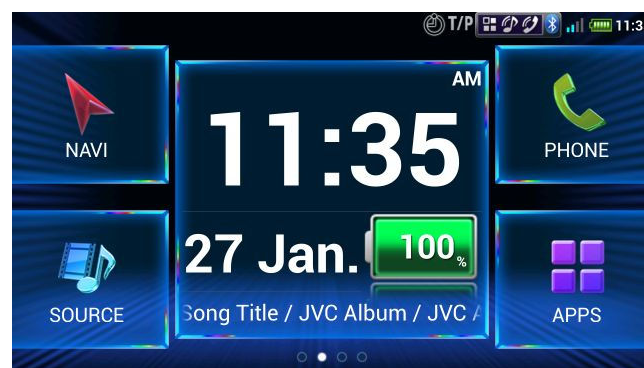 T/P 11:3
AM
11:35
NAVI
PHONE
27 Jan.
100%
SOURCE
Song Title / JVC Album / JVC A
APPS